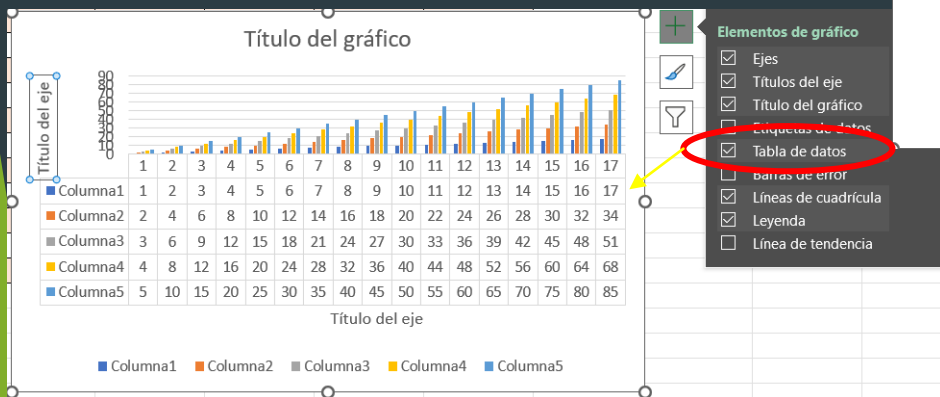 Título del gráfico
Título del eje
90
80
70
60
50
40
30
20
10
0
1 2 3 4 5 6 7 8 9 10 11 12 13 14 15 16 17
Columna1 1 2 3 4 5 6 7 8 9 10 11 12 13 14 15 16 17
Columna2 2 4 6 8 10 12 14 16 18 20 22 24 26 28 30 32 34
Columna3 3 6 9 12 15 18 21 24 27 30 33 36 39 42 45 48 51
Columna4 4 8 12 16 20 24 28 32 36 40 44 48 52 56 60 64 68
Columna5 5 10 15 20 25 30 35 40 45 50 55 60 65 70 75 80 85
Título del eje
Columna1 Columna2 Columna3 Columna4 Columna5
Elementos de gráfico
Ejes
Títulos del eje
Título del gráfico
Etiquetas de datos
Tabla de datos
Barras de error
Líneas de cuadrícula
Leyenda
Línea de tendencia